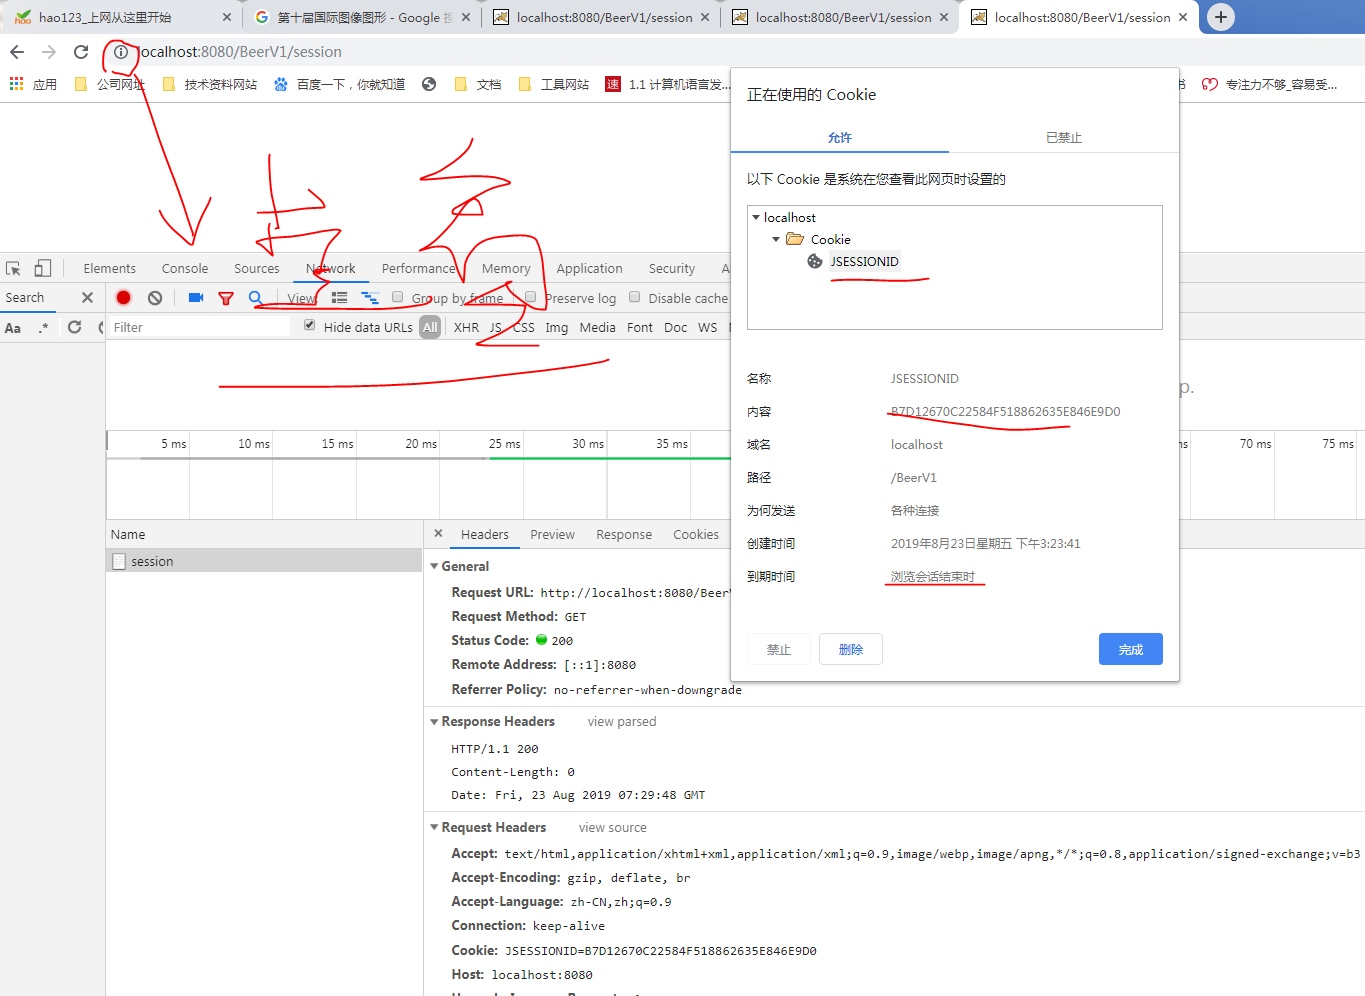 hao123_上网从这里开始
第十届国际图像图形 - Google
localhost:8080/BeerV1/session
localhost:8080/BeerV1/session
localhost:8080/BeerV1/session
localhost:8080/BeerV1/session
应用 公司网址 技术资料网站 百度一下，你就知道 文档 工具网站 1.1 计算机语言发... 书 专注力不够_容易受...
正在使用的 Cookie
允许 已禁止
以下 Cookie 是系统在您查看此网页时设置的
localhost
Cookie
JSESSIONID
名称 JSESSIONID
内容 B7D12670C22584F518862635E846E9D0
域名 localhost
路径 /BeerV1
为何发送 各种连接
创建时间 2019年8月23日星期五 下午3:23:41
到期时间 浏览会话结束时
禁止 删除 完成
Elements Console Sources Network Performance Memory Application Security A
Search View: Group by frame Preserve log Disable cache
Aa .* Filter Hide data URLs All XHR JS CSS Img Media Font Doc WS
p.
5 ms 10 ms 15 ms 20 ms 25 ms 30 ms 35 ms ms 70 ms 75 ms
Name
session
Headers Preview Response Cookies
General
Request URL: http://localhost:8080/Beer
Request Method: GET
Status Code: 200
Remote Address: [::1]:8080
Referrer Policy: no-referrer-when-downgrade
Response Headers view parsed
HTTP/1.1 200
Content-Length: 0
Date: Fri, 23 Aug 2019 07:29:48 GMT
Request Headers view source
Accept: text/html,application/xhtml+xml,application/xml;q=0.9,image/webp,image/apng,*/*;q=0.8,application/signed-exchange;v=b3
Accept-Encoding: gzip, deflate, br
Accept-Language: zh-CN,zh;q=0.9
Connection: keep-alive
Cookie: JSESSIONID=B7D12670C22584F518862635E846E9D0
Host: localhost:8080